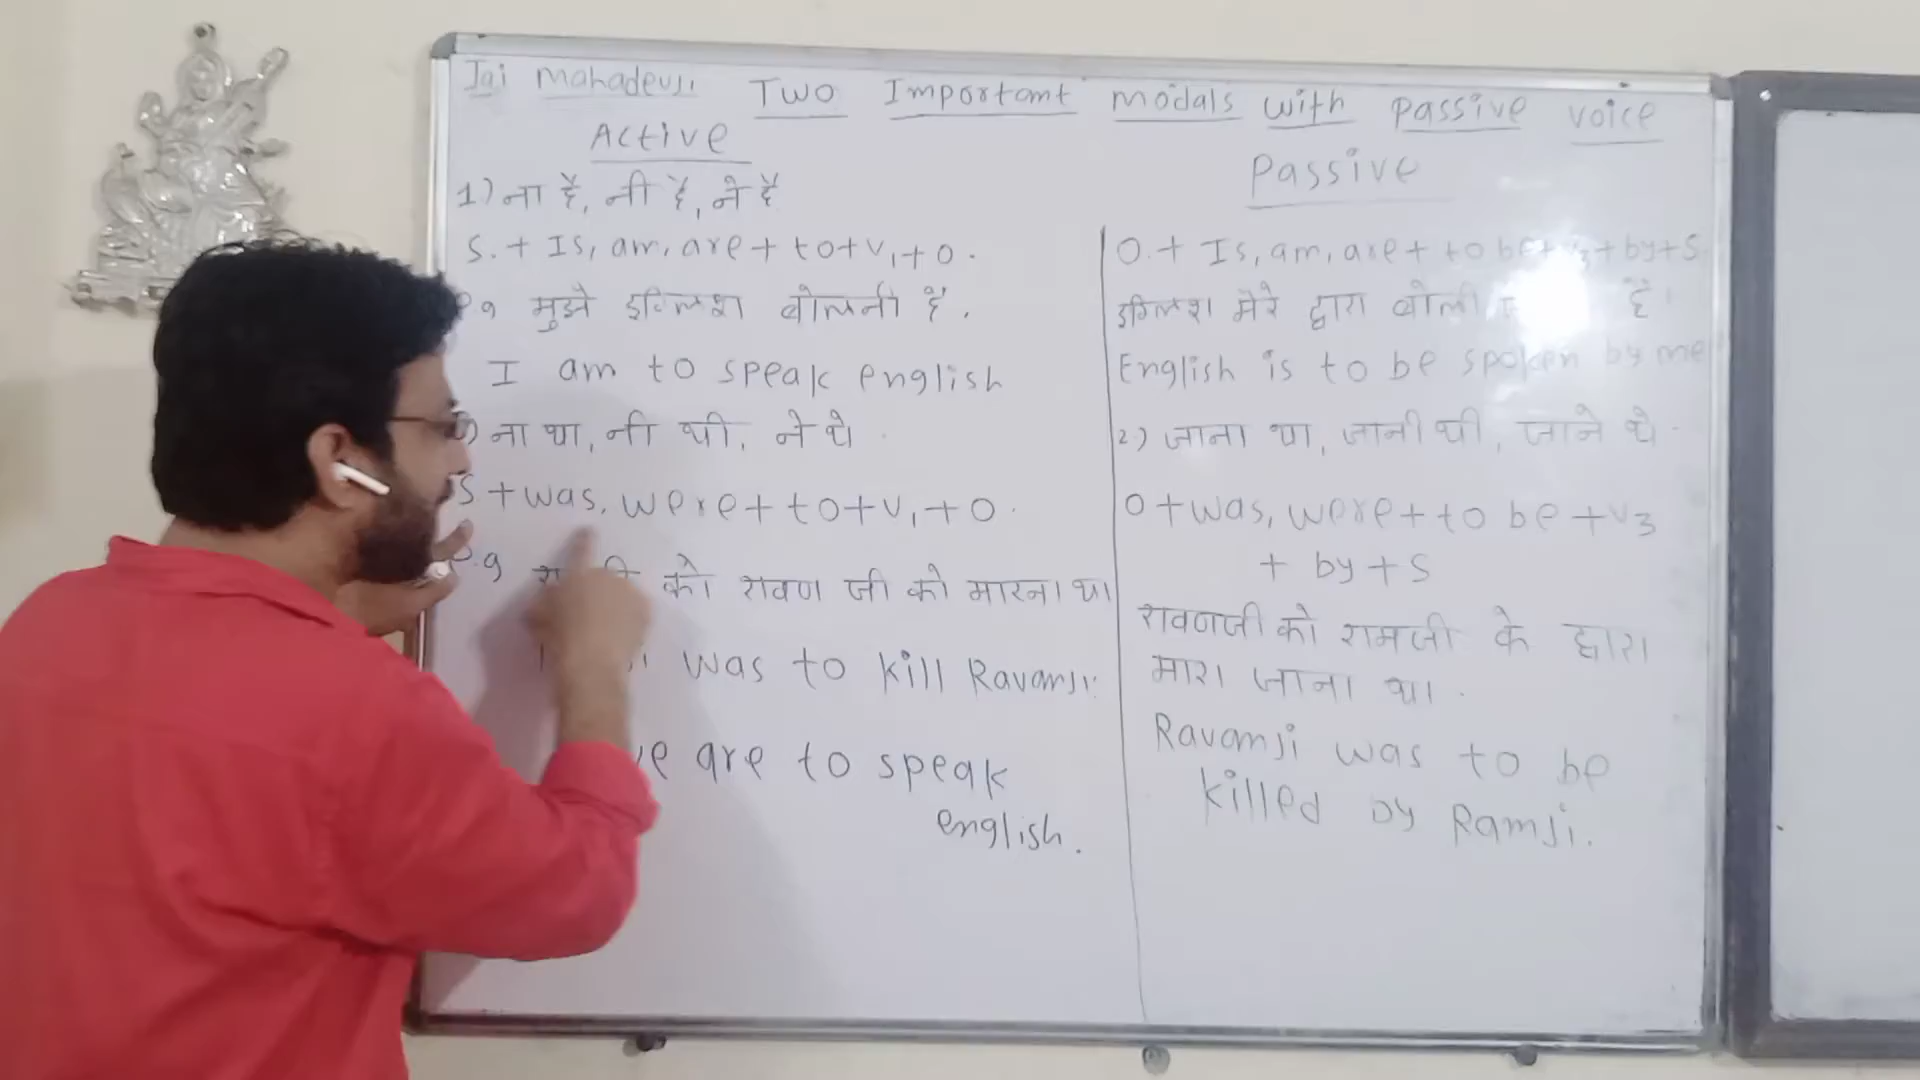 Jai mahadevji Two Important modals with passive voice
Active
1) ना है, नी है, ने है
S. + Is, am, are + to + V1 + O.
मुझे इंग्लिश बोलनी है.
I am to speak english
ना था, नी थी, ने थे
S + was, were + to + V1 + O.
e.g को रावण जी को मारना था।
was to kill Ravanji.
are to speak
english.
Passive
O. + Is, am, are + to be + V3 + by + S
इंग्लिश मेरे द्वारा बोली है।
English is to be spoken by me
2.) जाना था, जानी थी, जाने थे
O + was, were + to be + V3
+ by + S
रावणजी को रामजी के द्वारा
मारा जाना था।
Ravanji was to be
killed by Ramji.